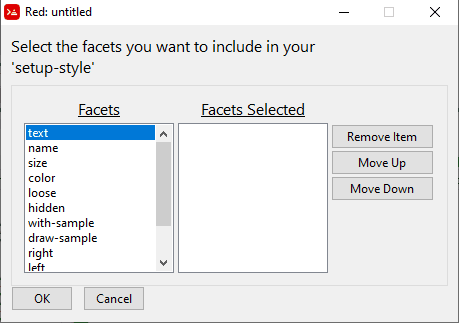 Red: untitled
Select the facets you want to include in your
'setup-style'
Facets
Facets Selected
text
name
size
color
loose
hidden
with-sample
draw-sample
right
left
Remove Item
Move Up
Move Down
OK
Cancel